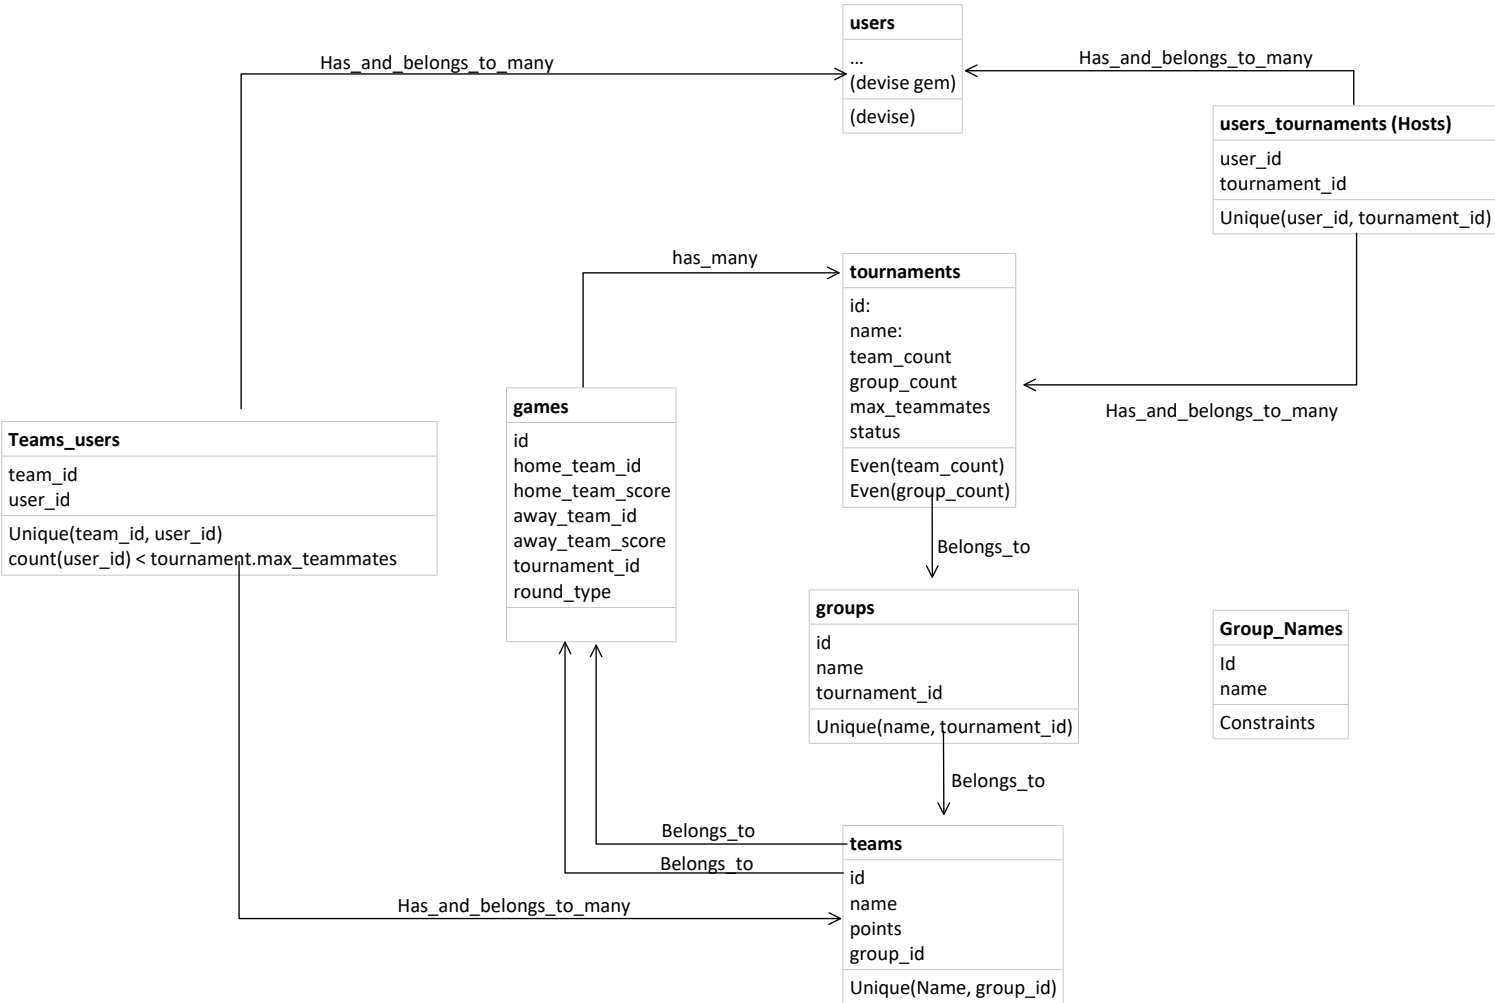 users
...
(devise gem)
(devise)
Has_and_belongs_to_many
Has_and_belongs_to_many
users_tournaments (Hosts)
user_id
tournament_id
Unique(user_id, tournament_id)
has_many
tournaments
id:
name:
team_count
group_count
max_teammates
status
Even(team_count)
Even(group_count)
Has_and_belongs_to_many
games
id
home_team_id
home_team_score
away_team_id
away_team_score
tournament_id
round_type
Teams_users
team_id
user_id
Unique(team_id, user_id)
count(user_id) < tournament.max_teammates
Belongs_to
groups
id
name
tournament_id
Unique(name, tournament_id)
Group_Names
Id
name
Constraints
Belongs_to
Belongs_to
Belongs_to
Has_and_belongs_to_many
teams
id
name
points
group_id
Unique(Name, group_id)